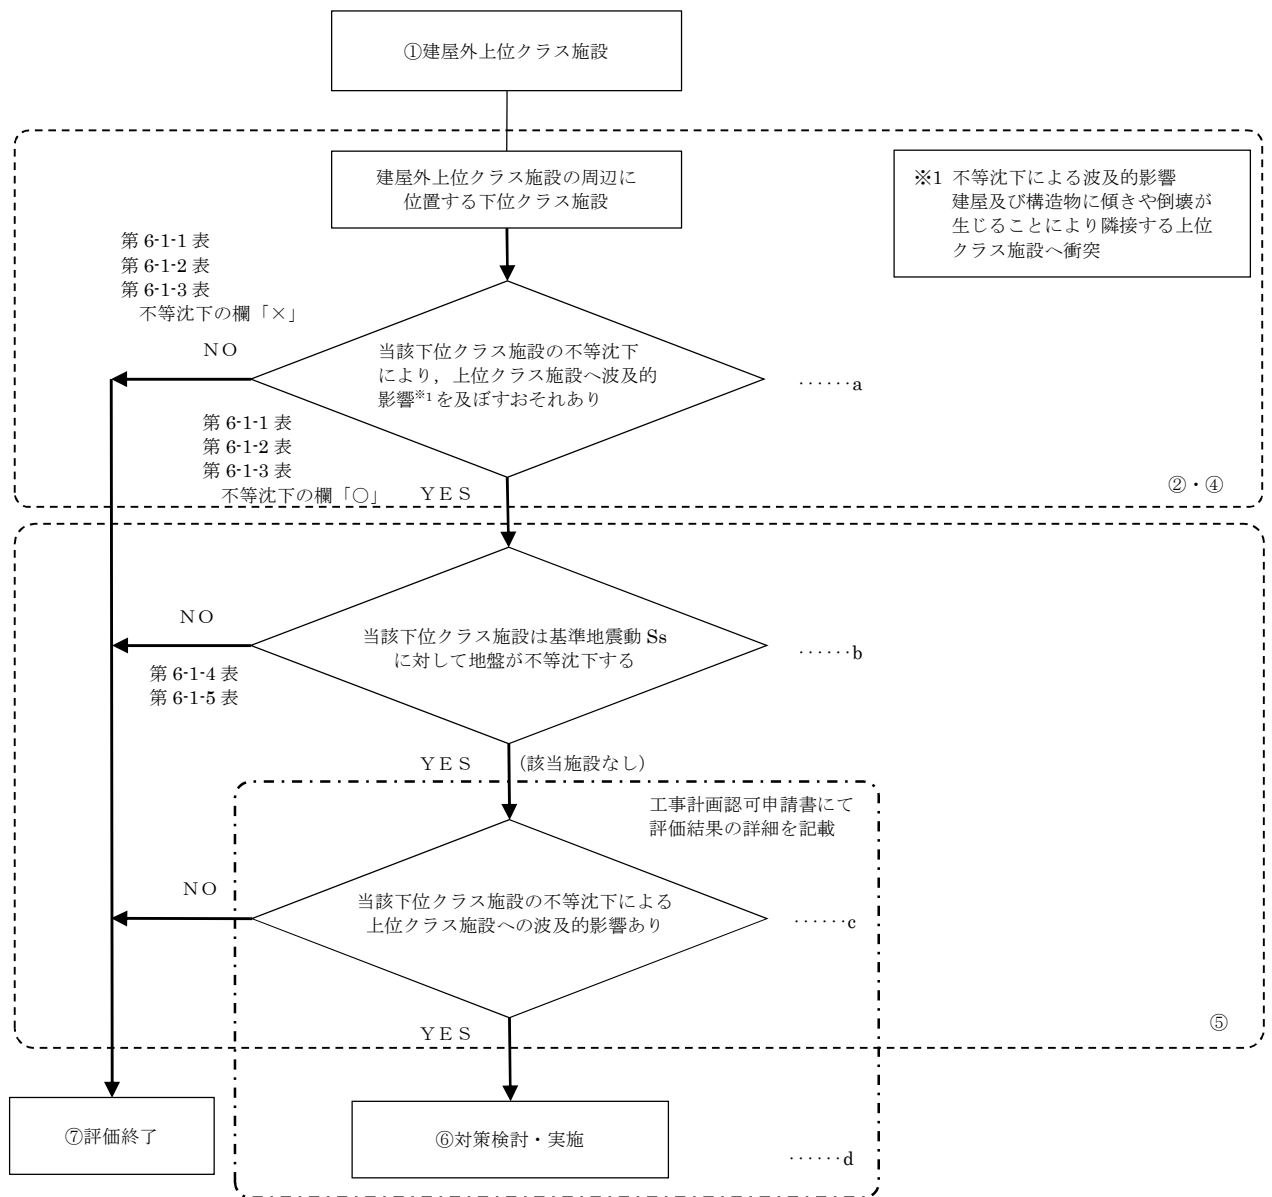 ①建屋外上位クラス施設
建屋外上位クラス施設の周辺に
位置する下位クラス施設
※1 不等沈下による波及的影響
建屋及び構造物に傾きや倒壊が
生じることにより隣接する上位
クラス施設へ衝突
第 6-1-1 表
第 6-1-2 表
第 6-1-3 表
不等沈下の欄「×」
NO
当該下位クラス施設の不等沈下
により，上位クラス施設へ波及的
影響※1を及ぼすおそれあり
······a
第 6-1-1 表
第 6-1-2 表
第 6-1-3 表
不等沈下の欄「○」
YES
②・④
NO
当該下位クラス施設は基準地震動 Ss
に対して地盤が不等沈下する
······b
第 6-1-4 表
第 6-1-5 表
YES
（該当施設なし）
工事計画認可申請書にて
評価結果の詳細を記載
NO
当該下位クラス施設の不等沈下による
上位クラス施設への波及的影響あり
······c
YES
⑤
⑦評価終了
⑥対策検討・実施
······d